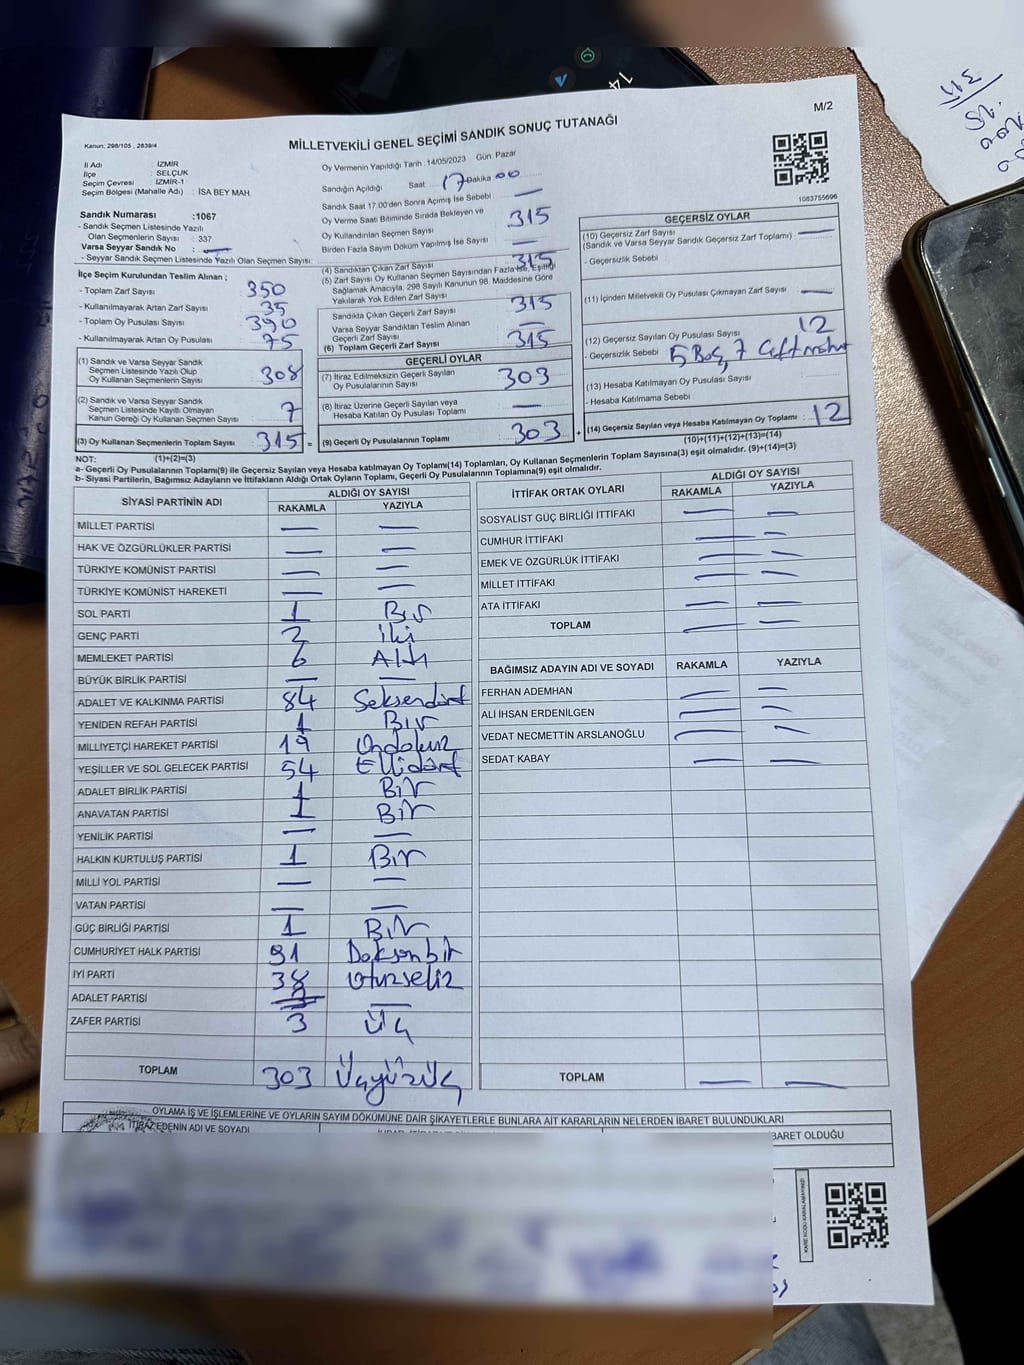 M/2
MİLLETVEKİLİ GENEL SEÇİMİ SANDIK SONUÇ TUTANAĞI
Kanun: 298/105 , 2839/4
İl Adı : İZMİR
İlçe : SELÇUK
Seçim Çevresi : İZMİR-1
Seçim Bölgesi (Mahalle Adı) : İSA BEY MAH.
Sandık Numarası :1067
- Sandık Seçmen Listesinde Yazılı
Olan Seçmenlerin Sayısı : 337
Varsa Seyyar Sandık No : —
- Seyyar Sandık Seçmen Listesinde Yazılı Olan Seçmen Sayısı:
İlçe Seçim Kurulundan Teslim Alınan ;
- Toplam Zarf Sayısı : 350
- Kullanılmayarak Artan Zarf Sayısı : 35
- Toplam Oy Pusulası Sayısı : 390
- Kullanılmayarak Artan Oy Pusulası : 75
(1) Sandık ve Varsa Seyyar Sandık
Seçmen Listesinde Yazılı Olup
Oy Kullanan Seçmenlerin Sayısı : 308
(2) Sandık ve Varsa Seyyar Sandık
Seçmen Listesinde Kayıtlı Olmayan
Kanun Gereği Oy Kullanan Seçmen Sayısı : 7
(3) Oy Kullanan Seçmenlerin Toplam Sayısı : 315 =
Oy Vermenin Yapıldığı Tarih : 14/05/2023 Gün: Pazar
Sandığın Açıldığı Saat 17 Dakika 00
Sandık Saat 17:00'den Sonra Açılmış İse Sebebi : —
Oy Verme Saati Bitiminde Sırada Bekleyen ve
Oy Kullandırılan Seçmen Sayısı : 315
Birden Fazla Sayım Döküm Yapılmış İse Sayısı : —
(4) Sandıktan Çıkan Zarf Sayısı : 315
(5) Zarf Sayısı Oy Kullanan Seçmen Sayısından Fazla İse, Eşitliği
Sağlamak Amacıyla, 298 Sayılı Kanunun 98. Maddesine Göre
Yakılarak Yok Edilen Zarf Sayısı :
Sandıkta Çıkan Geçerli Zarf Sayısı : 315
Varsa Seyyar Sandıktan Teslim Alınan
Geçerli Zarf Sayısı : —
(6) Toplam Geçerli Zarf Sayısı : 315
GEÇERLİ OYLAR
(7) İtiraz Edilmeksizin Geçerli Sayılan
Oy Pusulalarının Sayısı : 303
(8) İtiraz Üzerine Geçerli Sayılan veya
Hesaba Katılan Oy Pusulası Toplamı : —
(9) Geçerli Oy Pusulalarının Toplamı : 303 +
1083755696
GEÇERSİZ OYLAR
(10) Geçersiz Zarf Sayısı : —
(Sandık ve Varsa Seyyar Sandık Geçersiz Zarf Toplamı)
- Geçersizlik Sebebi :
(11) İçinden Milletvekili Oy Pusulası Çıkmayan Zarf Sayısı : —
(12) Geçersiz Sayılan Oy Pusulası Sayısı : 12
- Geçersizlik Sebebi : 5 Boş, 7
(13) Hesaba Katılmayan Oy Pusulası Sayısı :
- Hesaba Katılmama Sebebi :
(14) Geçersiz Sayılan veya Hesaba Katılmayan Oy Toplamı : 12
(10)+(11)+(12)+(13)=(14)
NOT: (1)+(2)=(3)
a- Geçerli Oy Pusulalarının Toplamı(9) ile Geçersiz Sayılan veya Hesaba katılmayan Oy Toplamı(14) Toplamları, Oy Kullanan Seçmenlerin Toplam Sayısına(3) eşit olmalıdır. (9)+(14)=(3)
b- Siyasi Partilerin, Bağımsız Adayların ve İttifakların Aldığı Ortak Oyların Toplamı, Geçerli Oy Pusulalarının Toplamına(9) eşit olmalıdır.
SİYASİ PARTİNİN ADI ALDIĞI OY SAYISI
RAKAMLA YAZIYLA
MİLLET PARTİSİ — —
HAK VE ÖZGÜRLÜKLER PARTİSİ — —
TÜRKİYE KOMÜNİST PARTİSİ — —
TÜRKİYE KOMÜNİST HAREKETİ — —
SOL PARTİ 1 Bir
GENÇ PARTİ 2 iki
MEMLEKET PARTİSİ 6 Altı
BÜYÜK BİRLİK PARTİSİ — —
ADALET VE KALKINMA PARTİSİ 84 Seksendört
YENİDEN REFAH PARTİSİ 1 Bir
MİLLİYETÇİ HAREKET PARTİSİ 19 Ondokuz
YEŞİLLER VE SOL GELECEK PARTİSİ 54 Ellidört
ADALET BİRLİK PARTİSİ 1 Bir
ANAVATAN PARTİSİ 1 Bir
YENİLİK PARTİSİ — —
HALKIN KURTULUŞ PARTİSİ 1 Bir
MİLLİ YOL PARTİSİ — —
VATAN PARTİSİ — —
GÜÇ BİRLİĞİ PARTİSİ 1 Bir
CUMHURİYET HALK PARTİSİ 91 Doksanbir
İYİ PARTİ 38 Otuzsekiz
ADALET PARTİSİ — —
ZAFER PARTİSİ 3 Üç
TOPLAM 303 Üçyüzüç
İTTİFAK ORTAK OYLARI ALDIĞI OY SAYISI
RAKAMLA YAZIYLA
SOSYALİST GÜÇ BİRLİĞİ İTTİFAKI — —
CUMHUR İTTİFAKI — —
EMEK VE ÖZGÜRLÜK İTTİFAKI — —
MİLLET İTTİFAKI — —
ATA İTTİFAKI — —
TOPLAM — —
BAĞIMSIZ ADAYIN ADI VE SOYADI RAKAMLA YAZIYLA
FERHAN ADEMHAN — —
ALİ İHSAN ERDENİLGEN — —
VEDAT NECMETTİN ARSLANOĞLU — —
SEDAT KABAY — —
TOPLAM — —
OYLAMA İŞ VE İŞLEMLERİNE VE OYLARIN SAYIM DÖKÜMÜNE DAİR ŞİKAYETLERLE BUNLARA AİT KARARLARIN NELERDEN İBARET BULUNDUKLARI
İTİRAZ EDENİN ADI VE SOYADI
BARET OLDUĞU